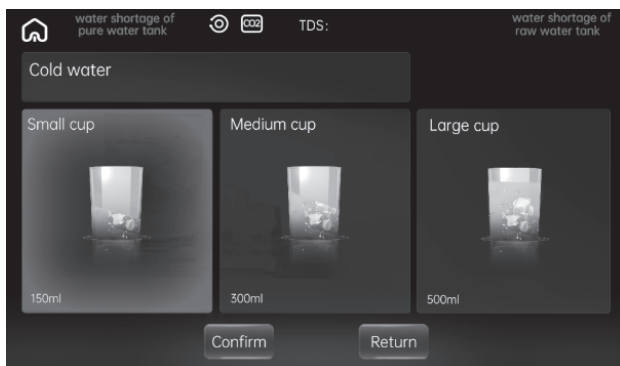 water shortage of
pure water tank
CO2
TDS:
water shortage of
raw water tank
Cold water
Small cup
Medium cup
Large cup
150ml
300ml
500ml
Confirm
Return